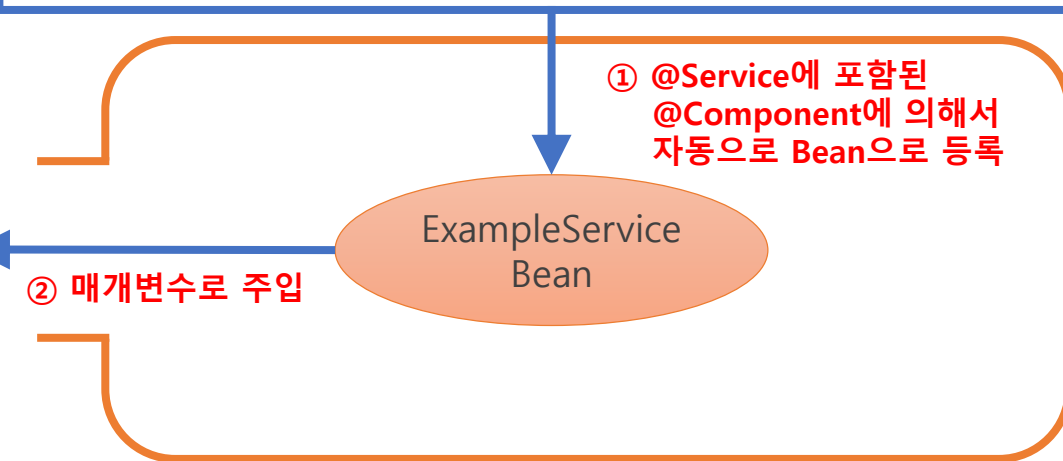 ① @Service에 포함된
@Component에 의해서
자동으로 Bean으로 등록
ExampleService
Bean
② 매개변수로 주입